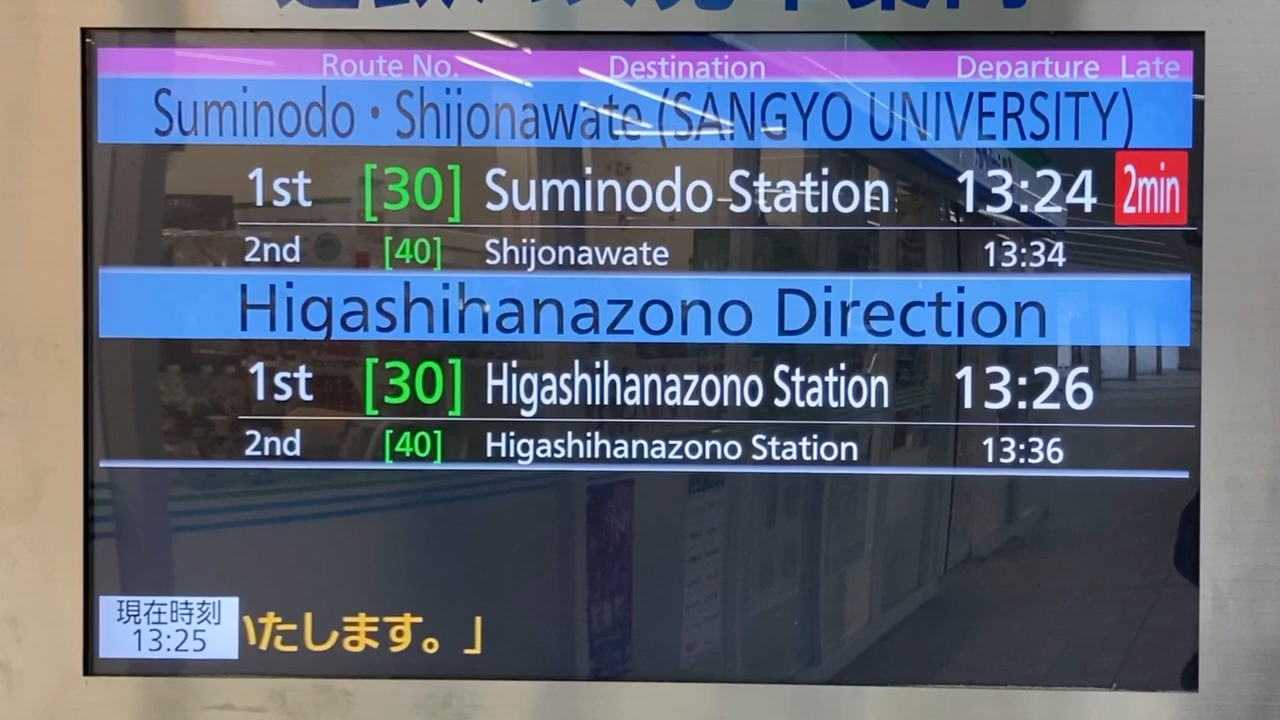 Route No. Destination Departure Late
Suminodo・Shijonawate (SANGYO UNIVERSITY)
1st [30] Suminodo Station 13:24 2min
2nd [40] Shijonawate 13:34
Higashihanazono Direction
1st [30] Higashihanazono Station 13:26
2nd [40] Higashihanazono Station 13:36
現在時刻
13:25
いたします。」